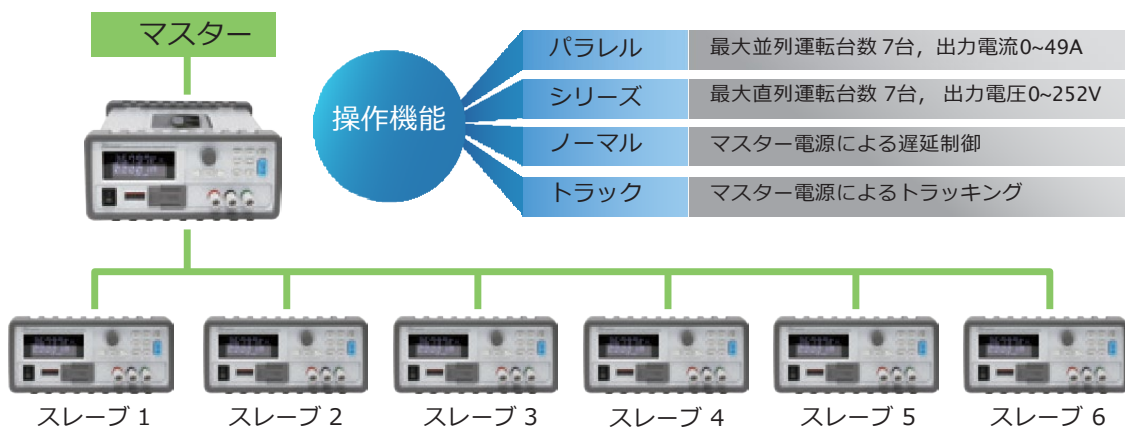 マスター
操作機能
パラレル
最大並列運転台数 7台，出力電流0~49A
シリーズ
最大直列運転台数 7台， 出力電圧0~252V
ノーマル
マスター電源による遅延制御
トラック
マスター電源によるトラッキング
スレーブ 1
スレーブ 2
スレーブ 3
スレーブ 4
スレーブ 5
スレーブ 6